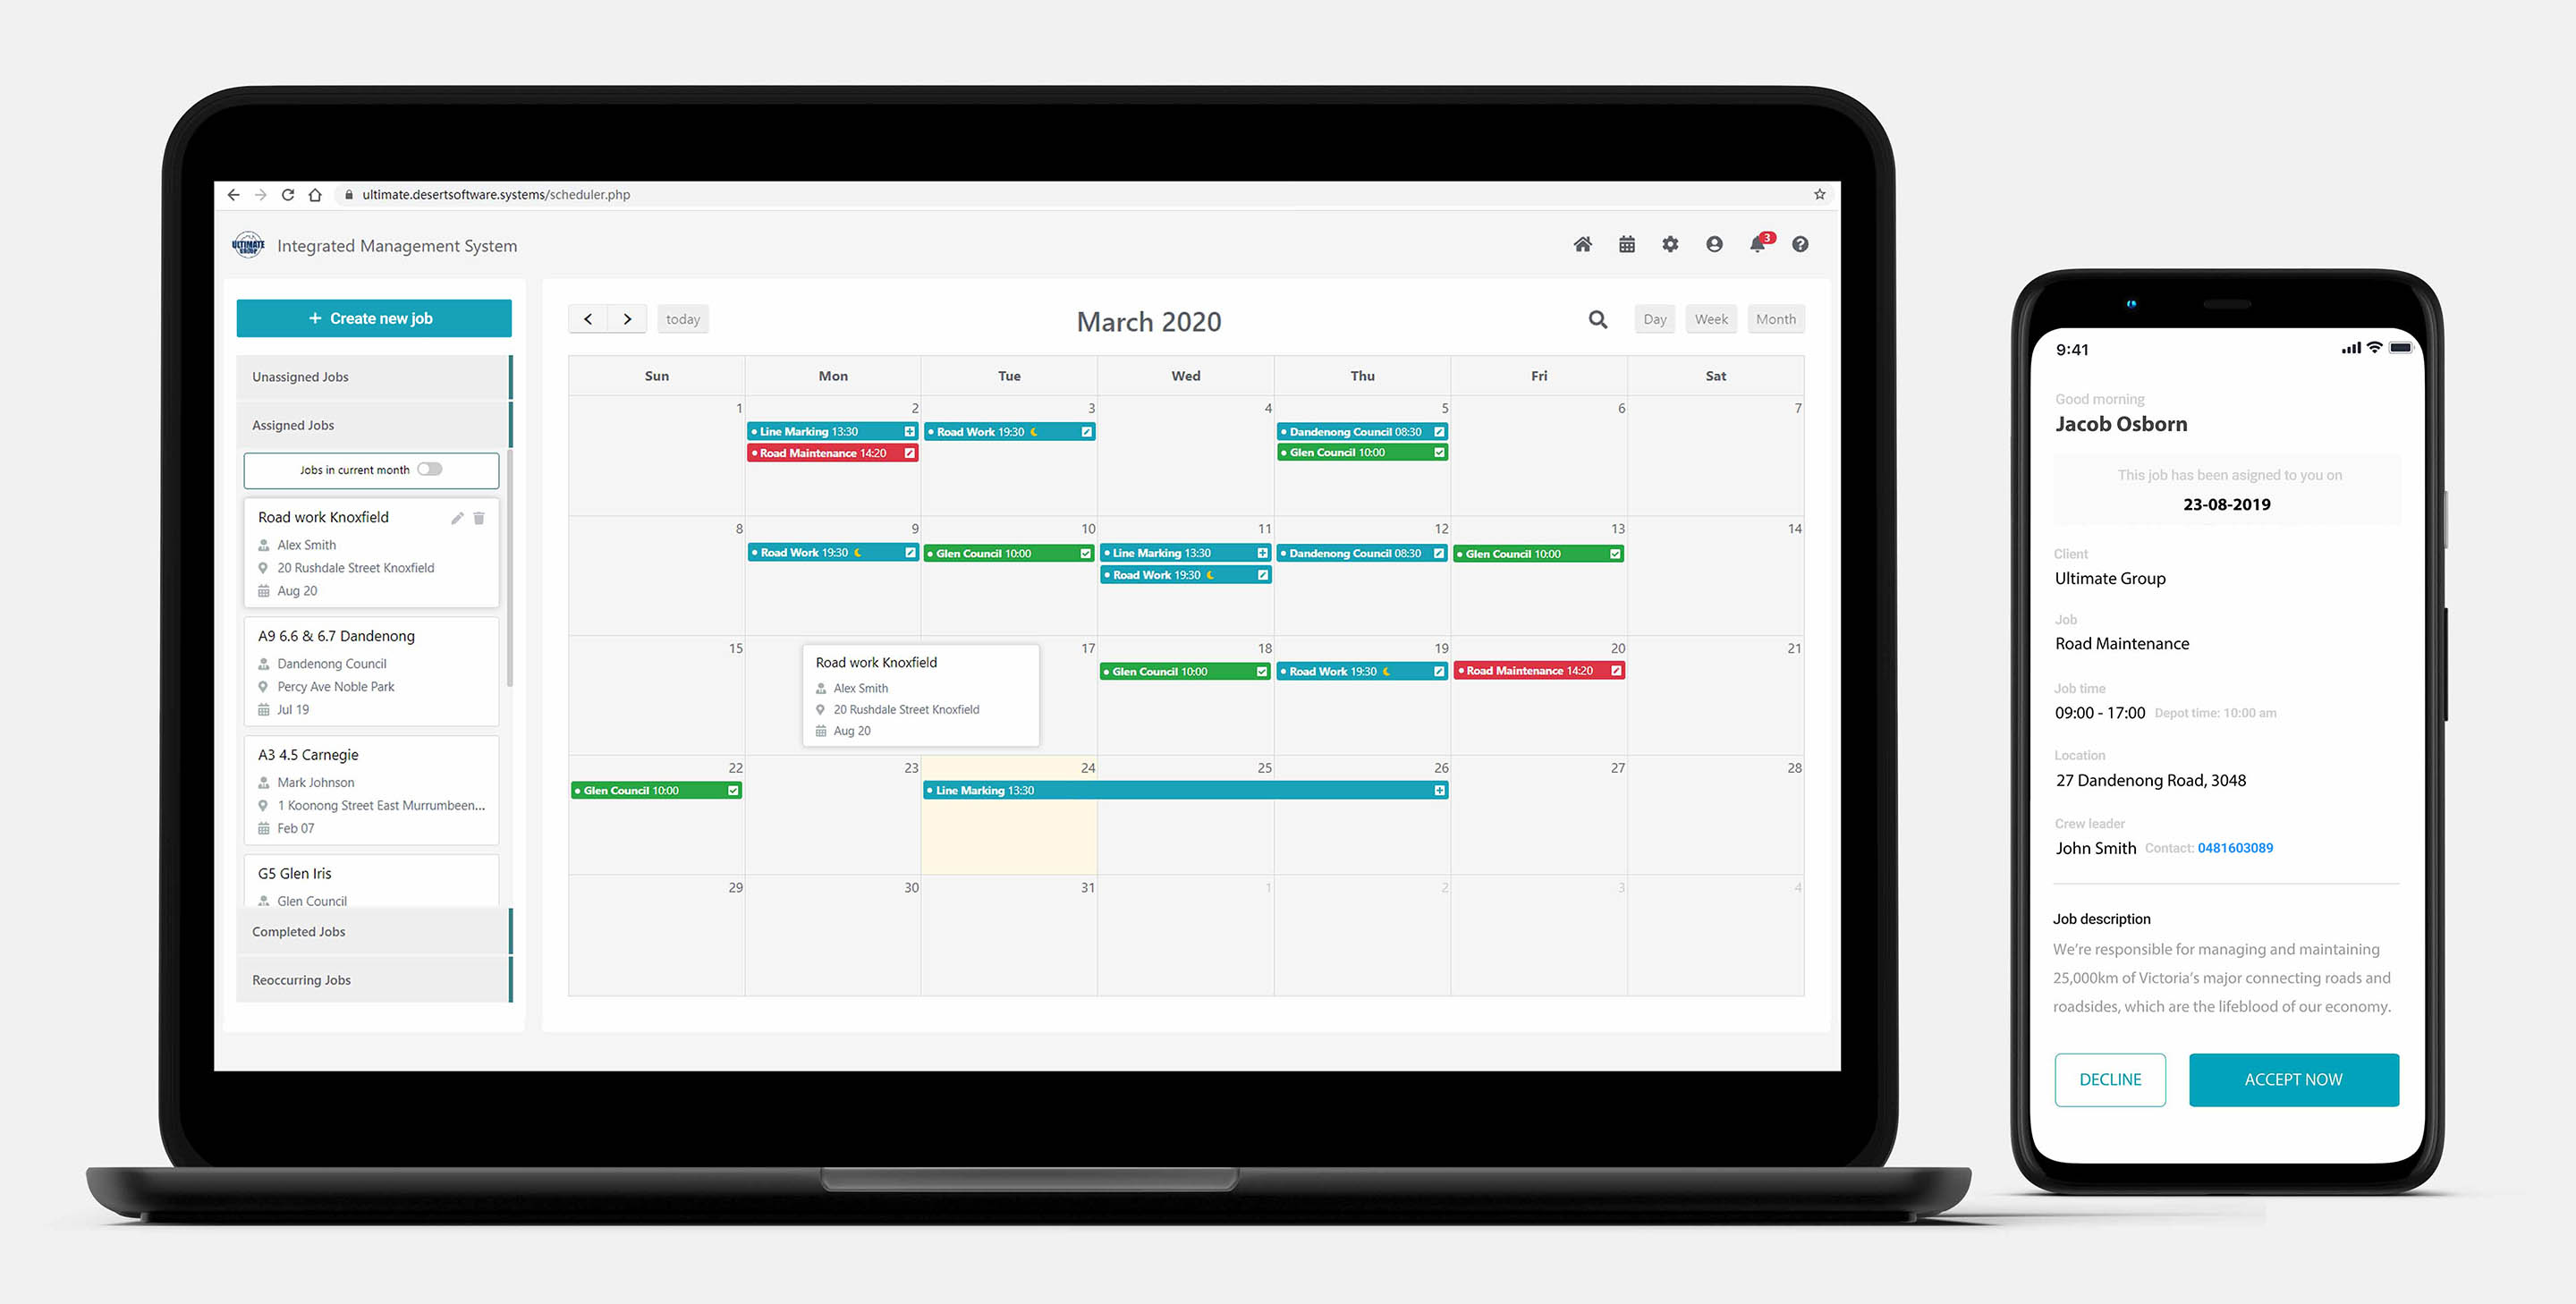 ultimate.desertsoftware.systems/scheduler.php
ULTIMATE
GROUP
Integrated Management System
3
+ Create new job
Unassigned Jobs
Assigned Jobs
Jobs in current month
Road work Knoxfield
Alex Smith
20 Rushdale Street Knoxfield
Aug 20
A9 6.6 & 6.7 Dandenong
Dandenong Council
Percy Ave Noble Park
Jul 19
A3 4.5 Carnegie
Mark Johnson
1 Koonong Street East Murrumbeen...
Feb 07
G5 Glen Iris
Glen Council
Completed Jobs
Reoccurring Jobs
today
March 2020
Day Week Month
Sun Mon Tue Wed Thu Fri Sat
1 2 3 4 5 6 7
Line Marking 13:30
Road Work 19:30
Dandenong Council 08:30
Road Maintenance 14:20
Glen Council 10:00
8 9 10 11 12 13 14
Road Work 19:30
Glen Council 10:00
Line Marking 13:30
Dandenong Council 08:30
Glen Council 10:00
Road Work 19:30
15 17 18 19 20 21
Road work Knoxfield
Alex Smith
20 Rushdale Street Knoxfield
Aug 20
Glen Council 10:00
Road Work 19:30
Road Maintenance 14:20
22 23 24 25 26 27 28
Glen Council 10:00
Line Marking 13:30
29 30 31 1 2 3 4
9:41
Good morning
Jacob Osborn
This job has been asigned to you on
23-08-2019
Client
Ultimate Group
Job
Road Maintenance
Job time
09:00 - 17:00 Depot time: 10:00 am
Location
27 Dandenong Road, 3048
Crew leader
John Smith Contact: 0481603089
Job description
We're responsible for managing and maintaining
25,000km of Victoria's major connecting roads and
roadsides, which are the lifeblood of our economy.
DECLINE
ACCEPT NOW